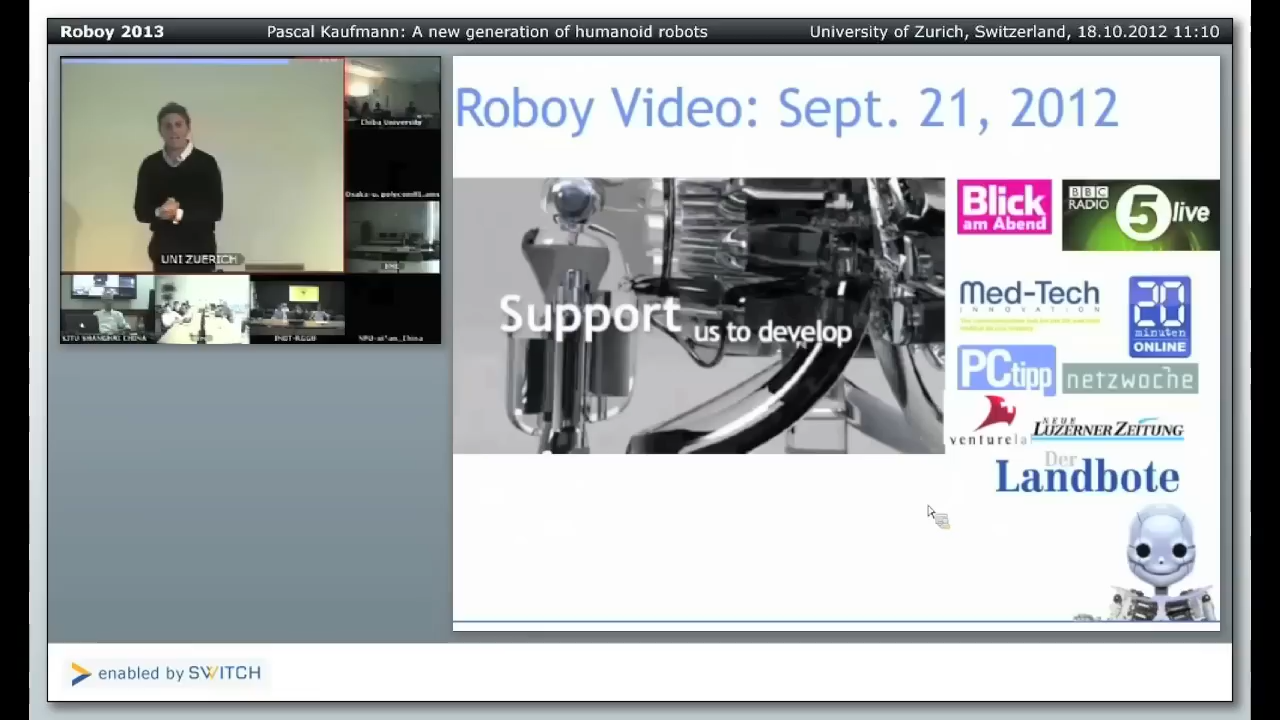 Roboy 2013
Pascal Kaufmann: A new generation of humanoid robots
University of Zurich, Switzerland, 18.10.2012 11:10
Chiba University
UNI ZUERICH
Roboy Video: Sept. 21, 2012
Support us to develop
Blick
am Abend
BBC
RADIO
5 live
Med-Tech
INNOVATION
20
minuten
ONLINE
PCtipp
netzwoche
venturela
NEUE
LUZERNER ZEITUNG
Der
Landbote
enabled by SWITCH